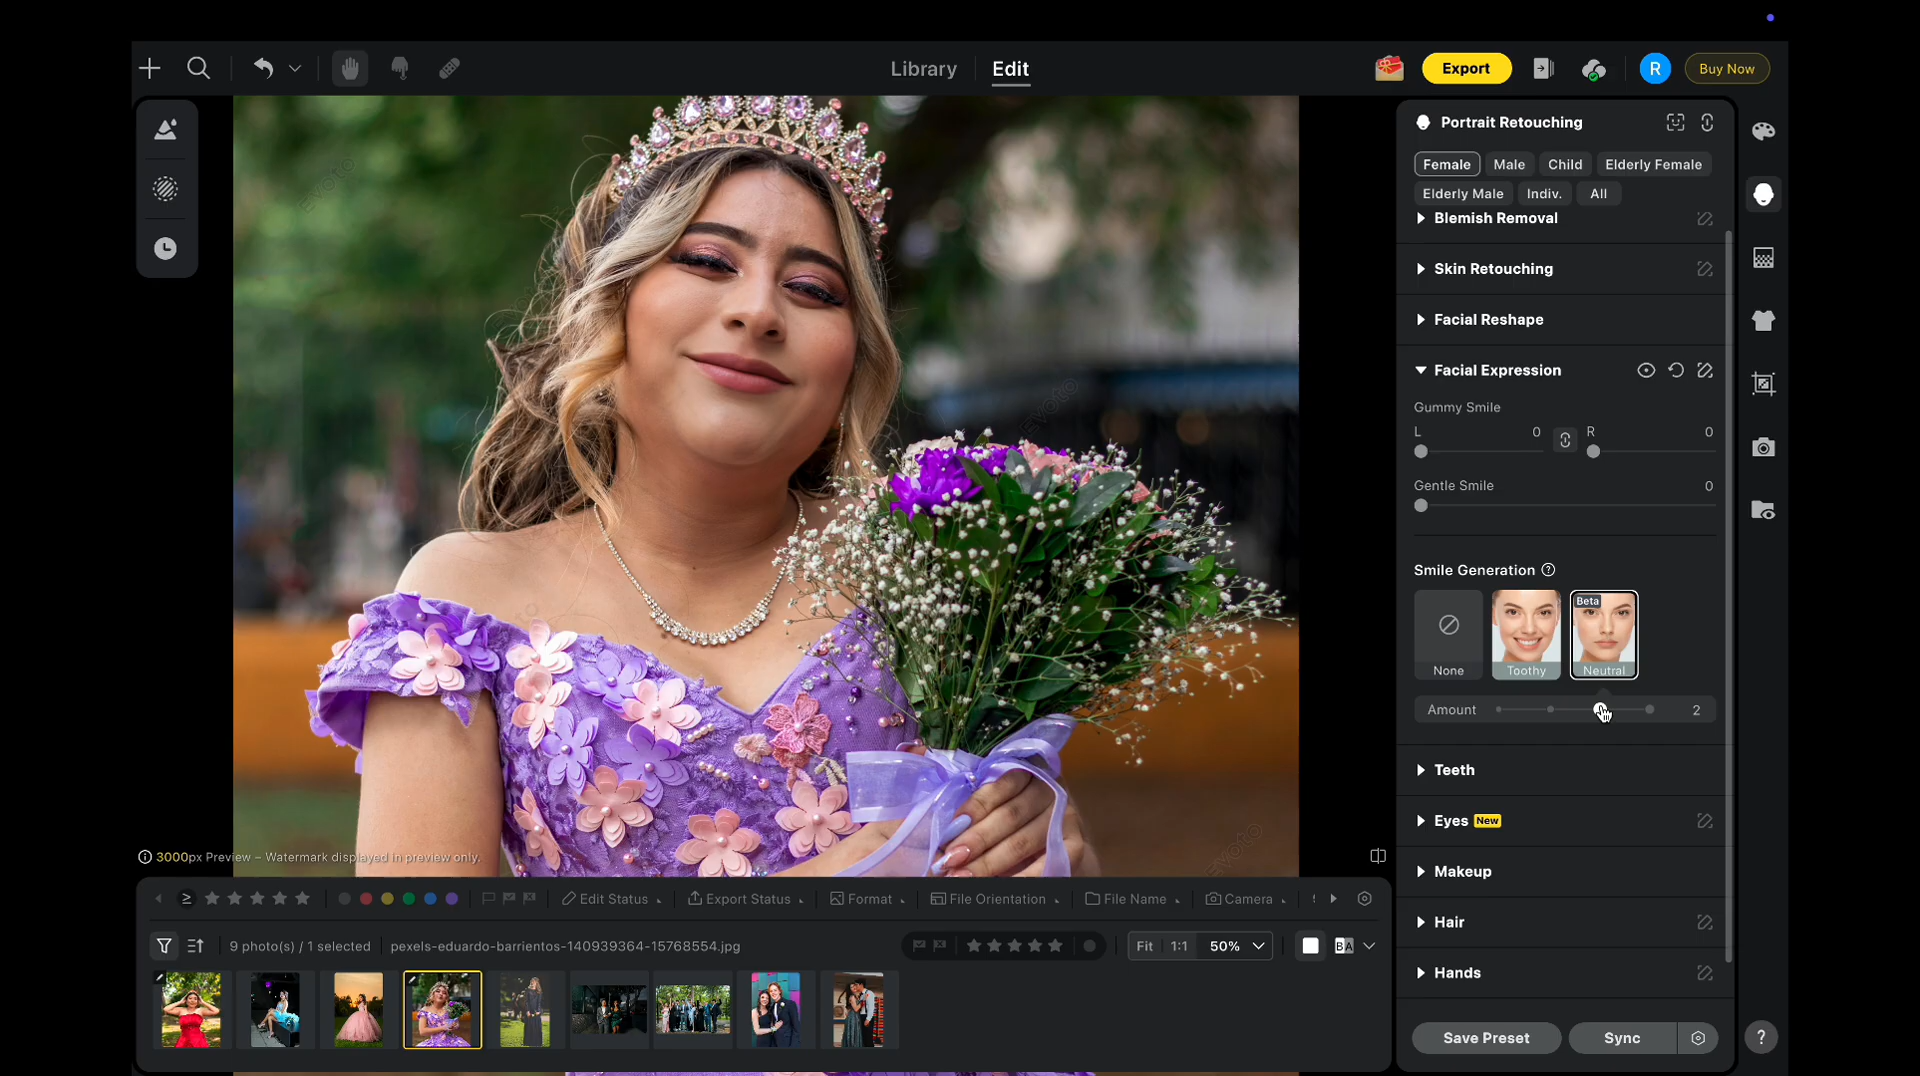 Library
Edit
Export
R
Buy Now
Portrait Retouching
Female
Male
Child
Elderly Female
Elderly Male
Indiv.
All
Blemish Removal
Skin Retouching
Facial Reshape
Facial Expression
Gummy Smile
L 0 R 0
Gentle Smile 0
Smile Generation
None
Toothy
Beta
Neutral
Amount 2
Teeth
Eyes New
Makeup
Hair
Hands
Save Preset
Sync
evoto
evoto
evoto
3000px Preview – Watermark displayed in preview only.
Edit Status
Export Status
Format
File Orientation
File Name
Camera
9 photo(s) / 1 selected
pexels-eduardo-barrientos-140939364-15768554.jpg
Fit
1:1
50%
BA